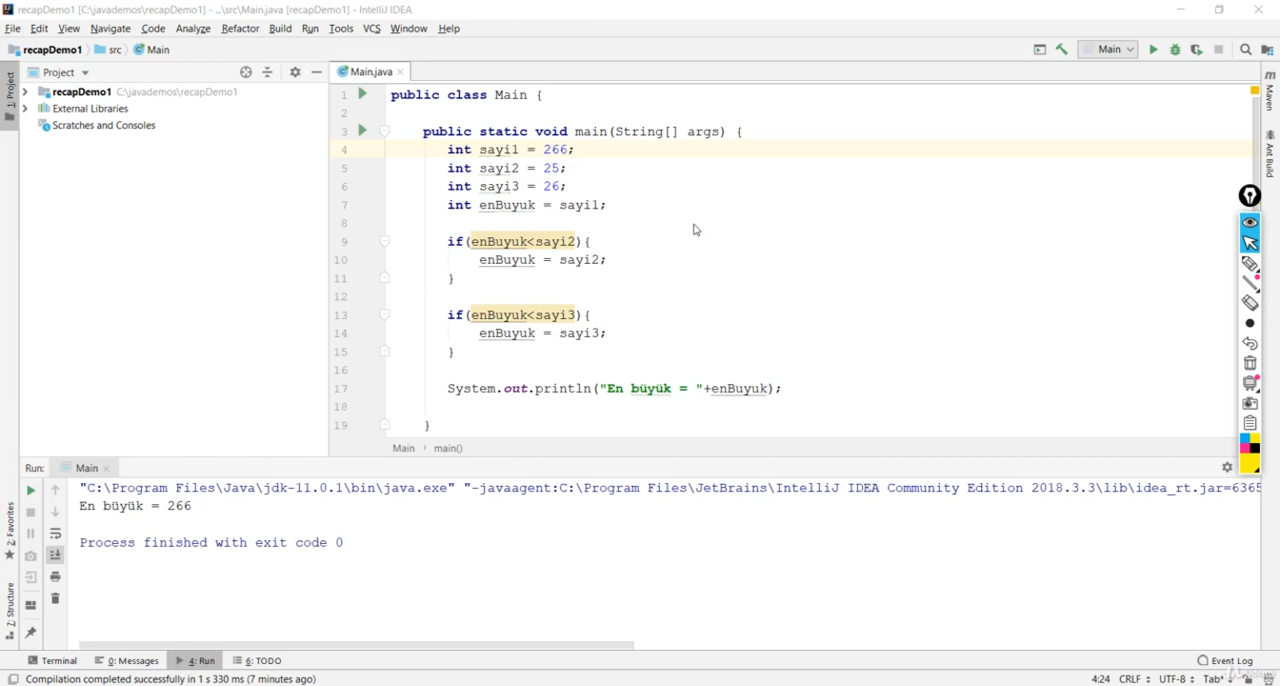 recapDemo1 [C:\javademos\recapDemo1] - ...\src\Main.java [recapDemo1] - IntelliJ IDEA
File Edit View Navigate Code Analyze Refactor Build Run Tools VCS Window Help
recapDemo1 src Main Main
Project Main.java
1: Project
recapDemo1 C:\javademos\recapDemo1
External Libraries
Scratches and Consoles
1 public class Main {
2
3 public static void main(String[] args) {
4 int sayi1 = 266;
5 int sayi2 = 25;
6 int sayi3 = 26;
7 int enBuyuk = sayi1;
8
9 if(enBuyuk<sayi2){
10 enBuyuk = sayi2;
11 }
12
13 if(enBuyuk<sayi3){
14 enBuyuk = sayi3;
15 }
16
17 System.out.println("En büyük = "+enBuyuk);
18
19 }
Main main()
Maven
Ant Build
Run: Main
"C:\Program Files\Java\jdk-11.0.1\bin\java.exe" "-javaagent:C:\Program Files\JetBrains\IntelliJ IDEA Community Edition 2018.3.3\lib\idea_rt.jar=6365
En büyük = 266
Process finished with exit code 0
2: Favorites
Z: Structure
Terminal 0: Messages 4: Run 6: TODO Event Log
Compilation completed successfully in 1 s 330 ms (7 minutes ago) 4:24 CRLF UTF-8 Tab*